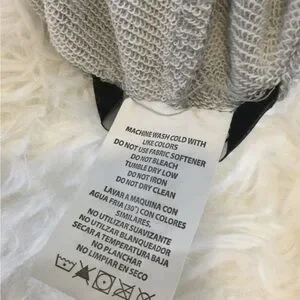 MACHINE WASH COLD WITH
LIKE COLORS
DO NOT USE FABRIC SOFTENER
DO NOT BLEACH
TUMBLE DRY LOW
DO NOT IRON
DO NOT DRY CLEAN
LAVAR A MAQUINA CON
AGUA FRIA (30°) CON COLORES
SIMILARES.
NO UTILIZAR SUAVIZANTE
NO UTILIZAR BLANQUEADOR
SECAR A TEMPERATURA BAJA
NO PLANCHAR
NO LIMPIAR EN SECO